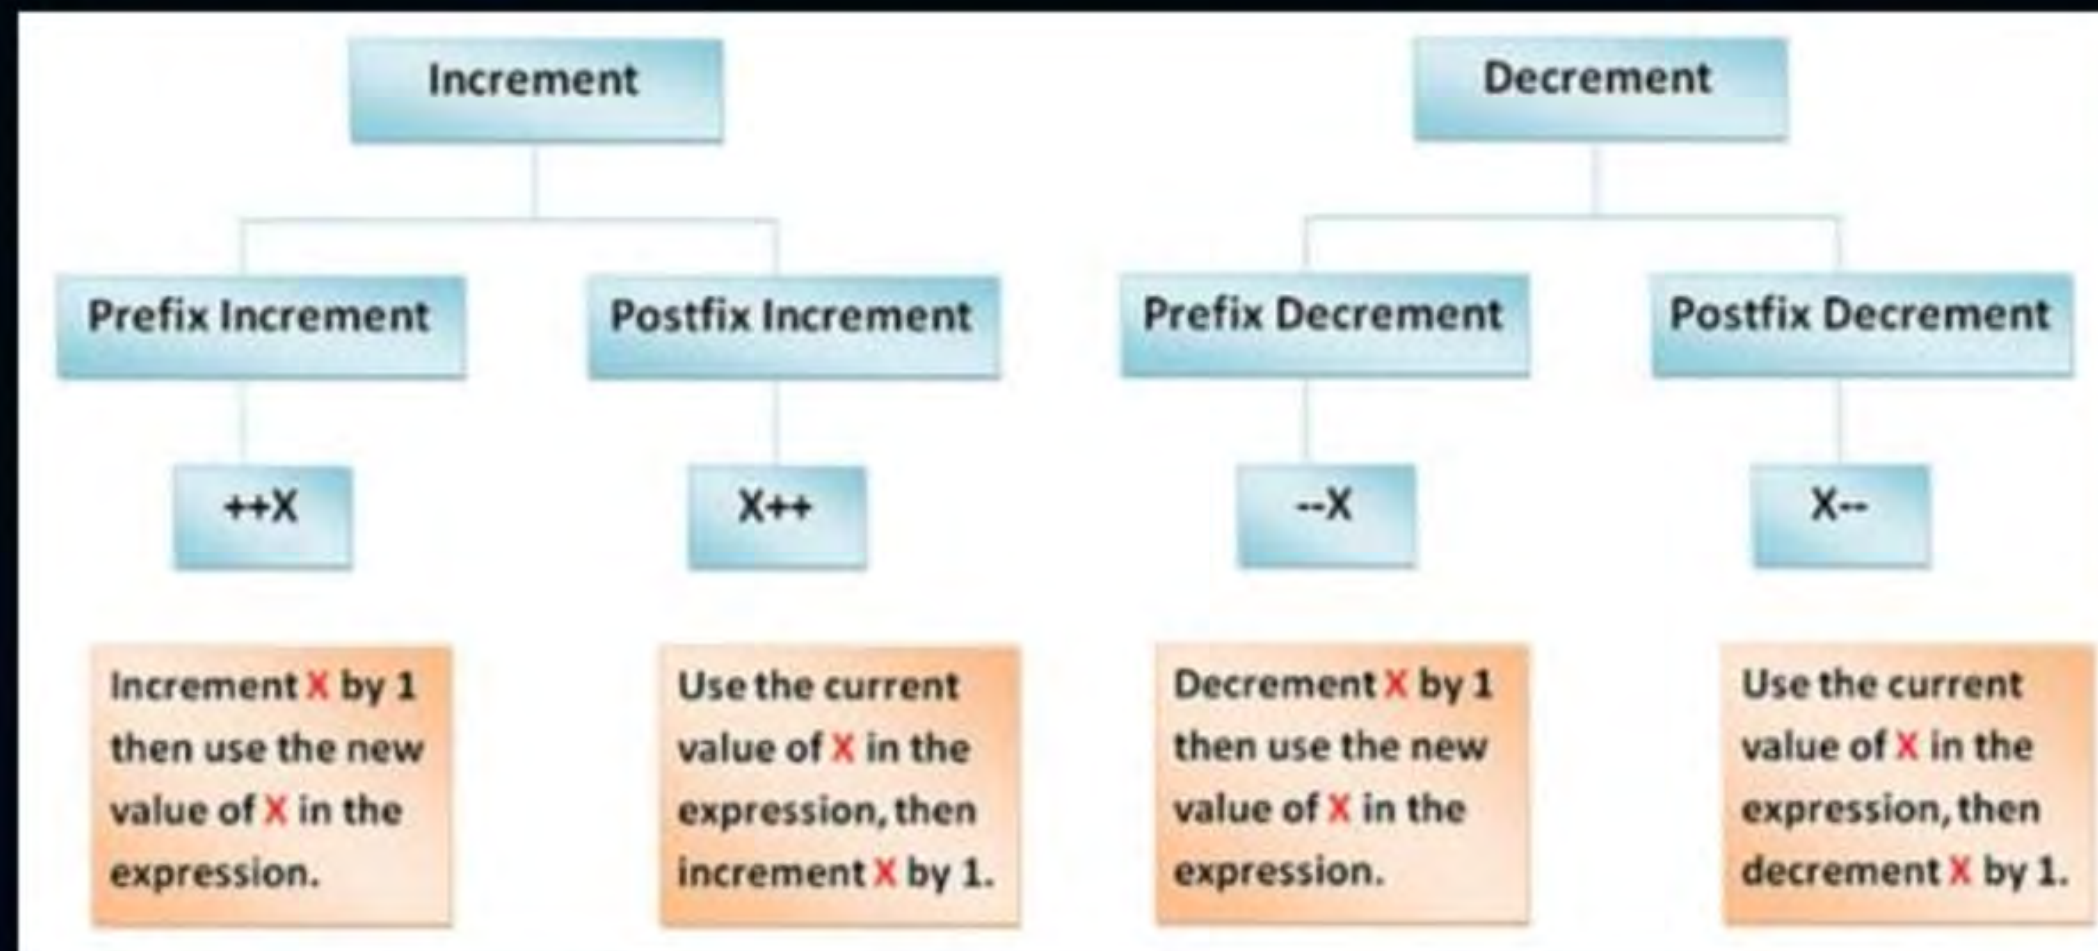 Increment
Decrement
Prefix Increment
Postfix Increment
Prefix Decrement
Postfix Decrement
++X
X++
--X
X--
Increment X by 1
then use the new
value of X in the
expression.
Use the current
value of X in the
expression, then
increment X by 1.
Decrement X by 1
then use the new
value of X in the
expression.
Use the current
value of X in the
expression, then
decrement X by 1.